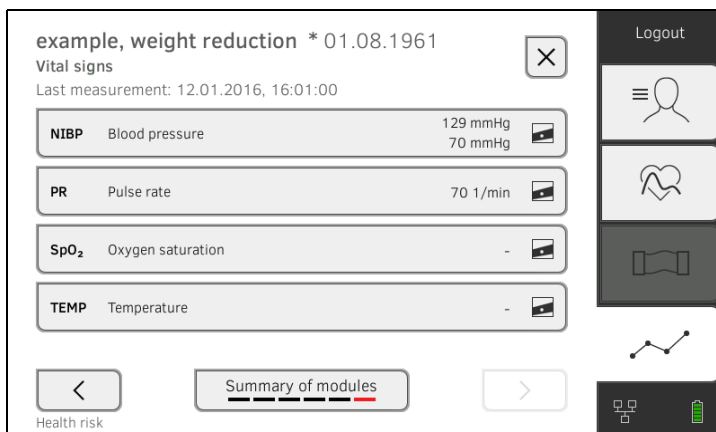 example, weight reduction * 01.08.1961
Logout
Vital signs
Last measurement: 12.01.2016, 16:01:00
NIBP Blood pressure 129 mmHg
70 mmHg
PR Pulse rate 70 1/min
SpO₂ Oxygen saturation -
TEMP Temperature -
Summary of modules
Health risk